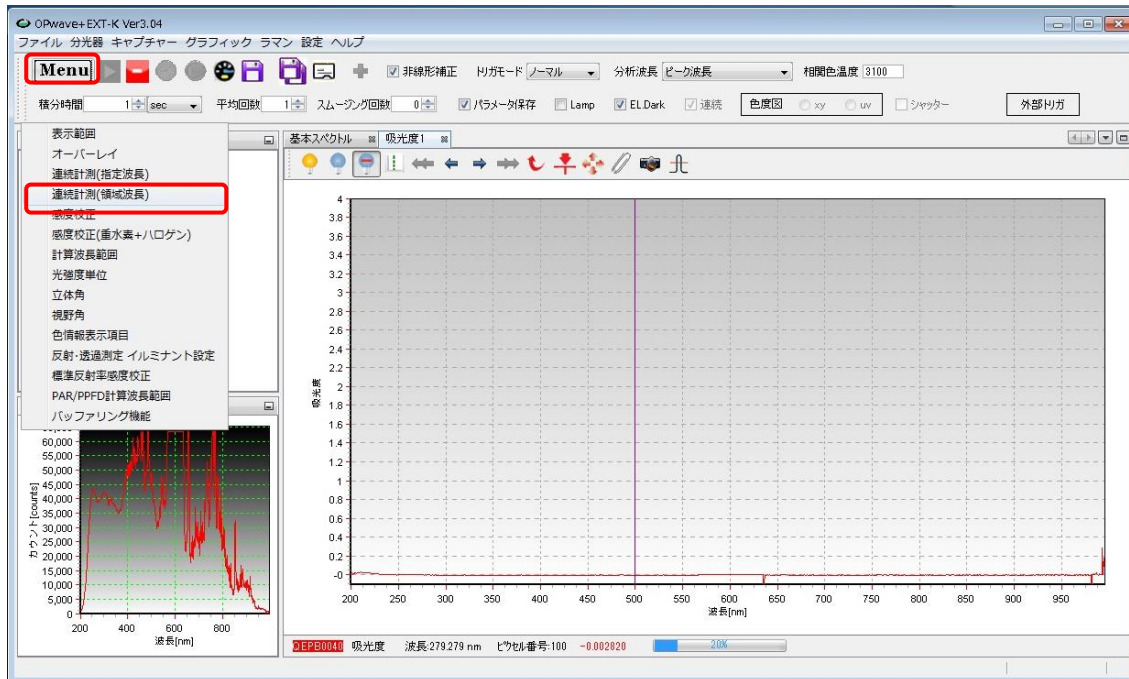 OPwave+EXT-K Ver3.04
ファイル 分光器 キャプチャー グラフィック ラマン 設定 ヘルプ
Menu 非線形補正 トリガモード ノーマル 分析波長 ピーク波長 相関色温度 3100
積分時間 1 sec 平均回数 1 スムージング回数 0 パラメータ保存 Lamp EL.Dark 連続 色度図 xy uv シャッター 外部トリガ
表示範囲
オーバーレイ
連続計測(指定波長)
連続計測(領域波長)
感度校正
感度校正(重水素+ハロゲン)
計算波長範囲
光強度単位
立体角
視野角
色情報表示項目
反射・透過測定 イルミナント設定
標準反射率感度校正
PAR/PPFD計算波長範囲
バッファリング機能
基本スペクトル 吸光度1
4
3.8
3.6
3.4
3.2
3
2.8
2.6
2.4
2.2
2
1.8
1.6
1.4
1.2
1
0.8
0.6
0.4
0.2
-0
吸光度
200 250 300 350 400 450 500 550 600 650 700 750 800 850 900 950
波長[nm]
60,000
55,000
50,000
45,000
40,000
35,000
30,000
25,000
20,000
15,000
10,000
5,000
0
カウント[counts]
200 400 600 800
波長[nm]
QEPB0040 吸光度 波長:279.279 nm ピクセル番号:100 -0.002820 20%